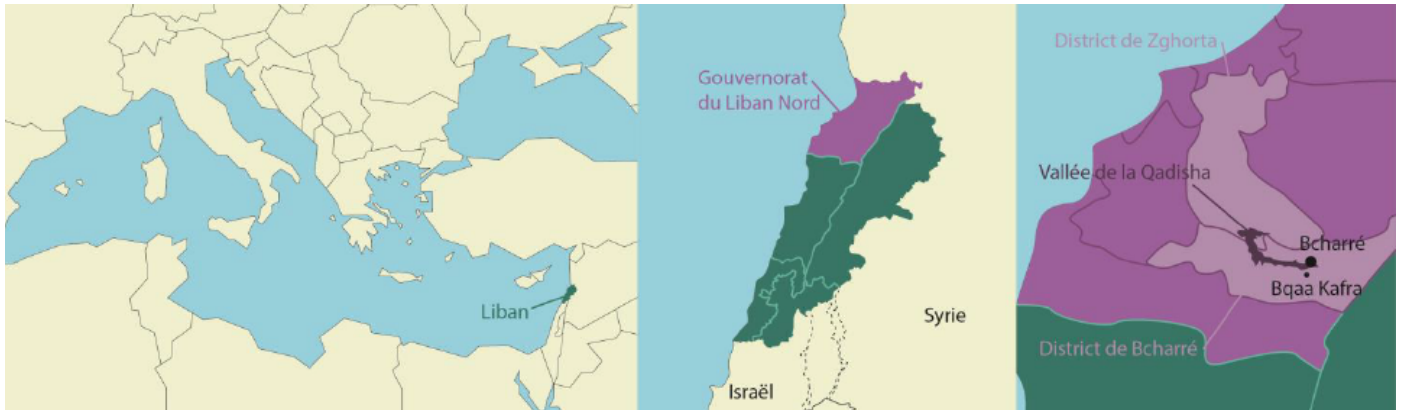 Liban
Gouvernorat
du Liban Nord
Syrie
Israël
District de Zghorta
Vallée de la Qadisha
Bcharré
Bqaa Kafra
District de Bcharré